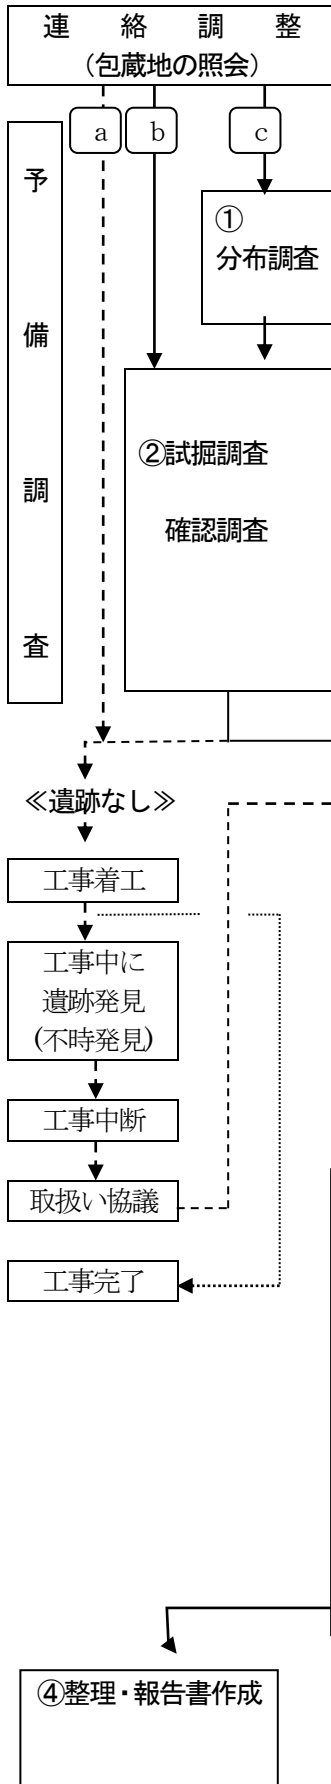 連絡調整
(包蔵地の照会)
a
b
c
予備調査
①
分布調査
②試掘調査
確認調査
≪遺跡なし≫
工事着工
工事中に
遺跡発見
(不時発見)
工事中断
取扱い協議
工事完了
④整理・報告書作成